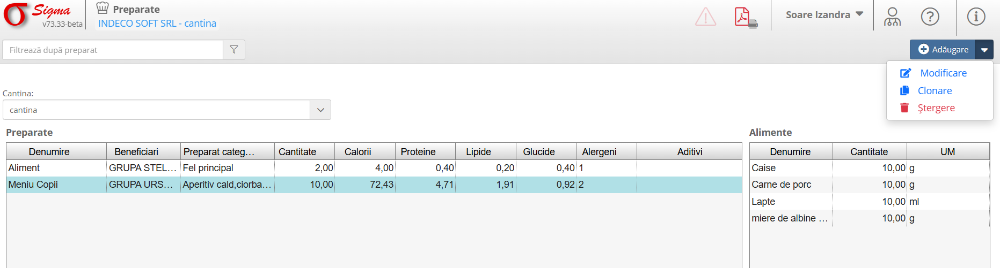 σ Sigma
v73.33-beta
Preparate
INDECO SOFT SRL - cantina
Soare Izandra
Filtrează după preparat
Adăugare
Modificare
Clonare
Ștergere
Cantina:
cantina
Preparate
Denumire Beneficiari Preparat categ… Cantitate Calorii Proteine Lipide Glucide Alergeni Aditivi
Aliment GRUPA STEL… Fel principal 2,00 4,00 0,40 0,20 0,40 1
Meniu Copii GRUPA URS… Aperitiv cald,ciorba… 10,00 72,43 4,71 1,91 0,92 2
Alimente
Denumire Cantitate UM
Caise 10,00 g
Carne de porc 10,00 g
Lapte 10,00 ml
miere de albine … 10,00 g